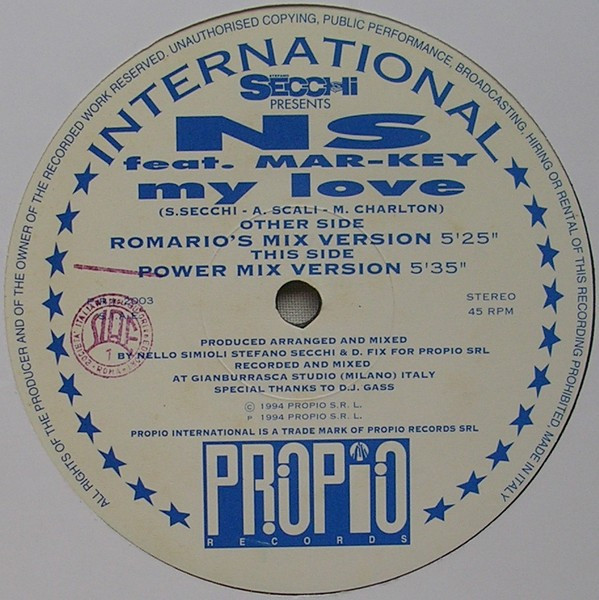 ALL RIGHTS OF THE PRODUCER AND OF THE OWNER OF THE RECORDED WORK RESERVED. UNAUTHORISED COPYING, PUBLIC PERFORMANCE, BROADCASTING, HIRING OR RENTAL OF THIS RECORDING PROHIBITED. MADE IN ITALY
INTERNATIONAL
STEFANO
SECCHI
PRESENTS
NS
feat. MAR-KEY
my love
(S.SECCHI - A. SCALI - M. CHARLTON)
OTHER SIDE
ROMARIO'S MIX VERSION 5'25"
THIS SIDE
POWER MIX VERSION 5'35"
2003
S.I.A.E.
STEREO
45 RPM
PRODUCED ARRANGED AND MIXED
BY NELLO SIMIOLI STEFANO SECCHI & D. FIX FOR PROPIO SRL
RECORDED AND MIXED
AT GIANBURRASCA STUDIO (MILANO) ITALY
SPECIAL THANKS TO D.J. GASS
© 1994 PROPIO S.R.L.
P 1994 PROPIO S.R.L.
PROPIO INTERNATIONAL IS A TRADE MARK OF PROPIO RECORDS SRL
PROPIO
RECORDS